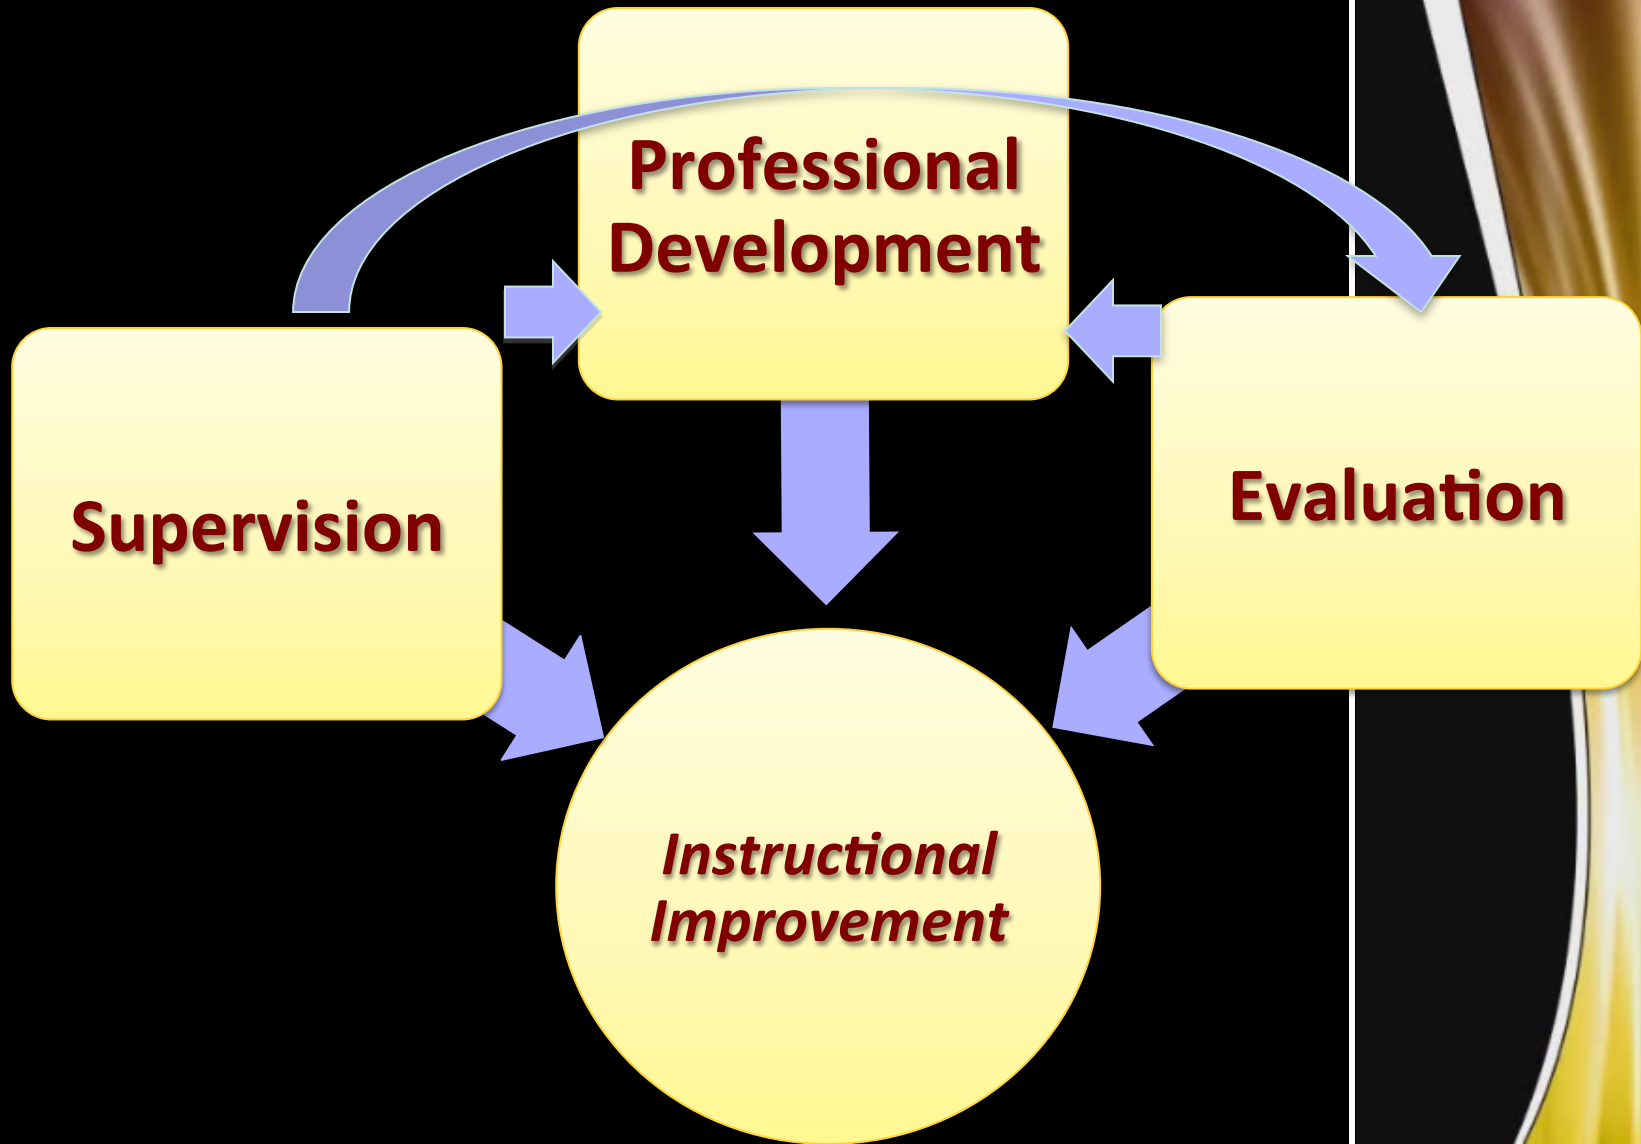 Professional
Development
Supervision
Evaluation
Instructional
Improvement